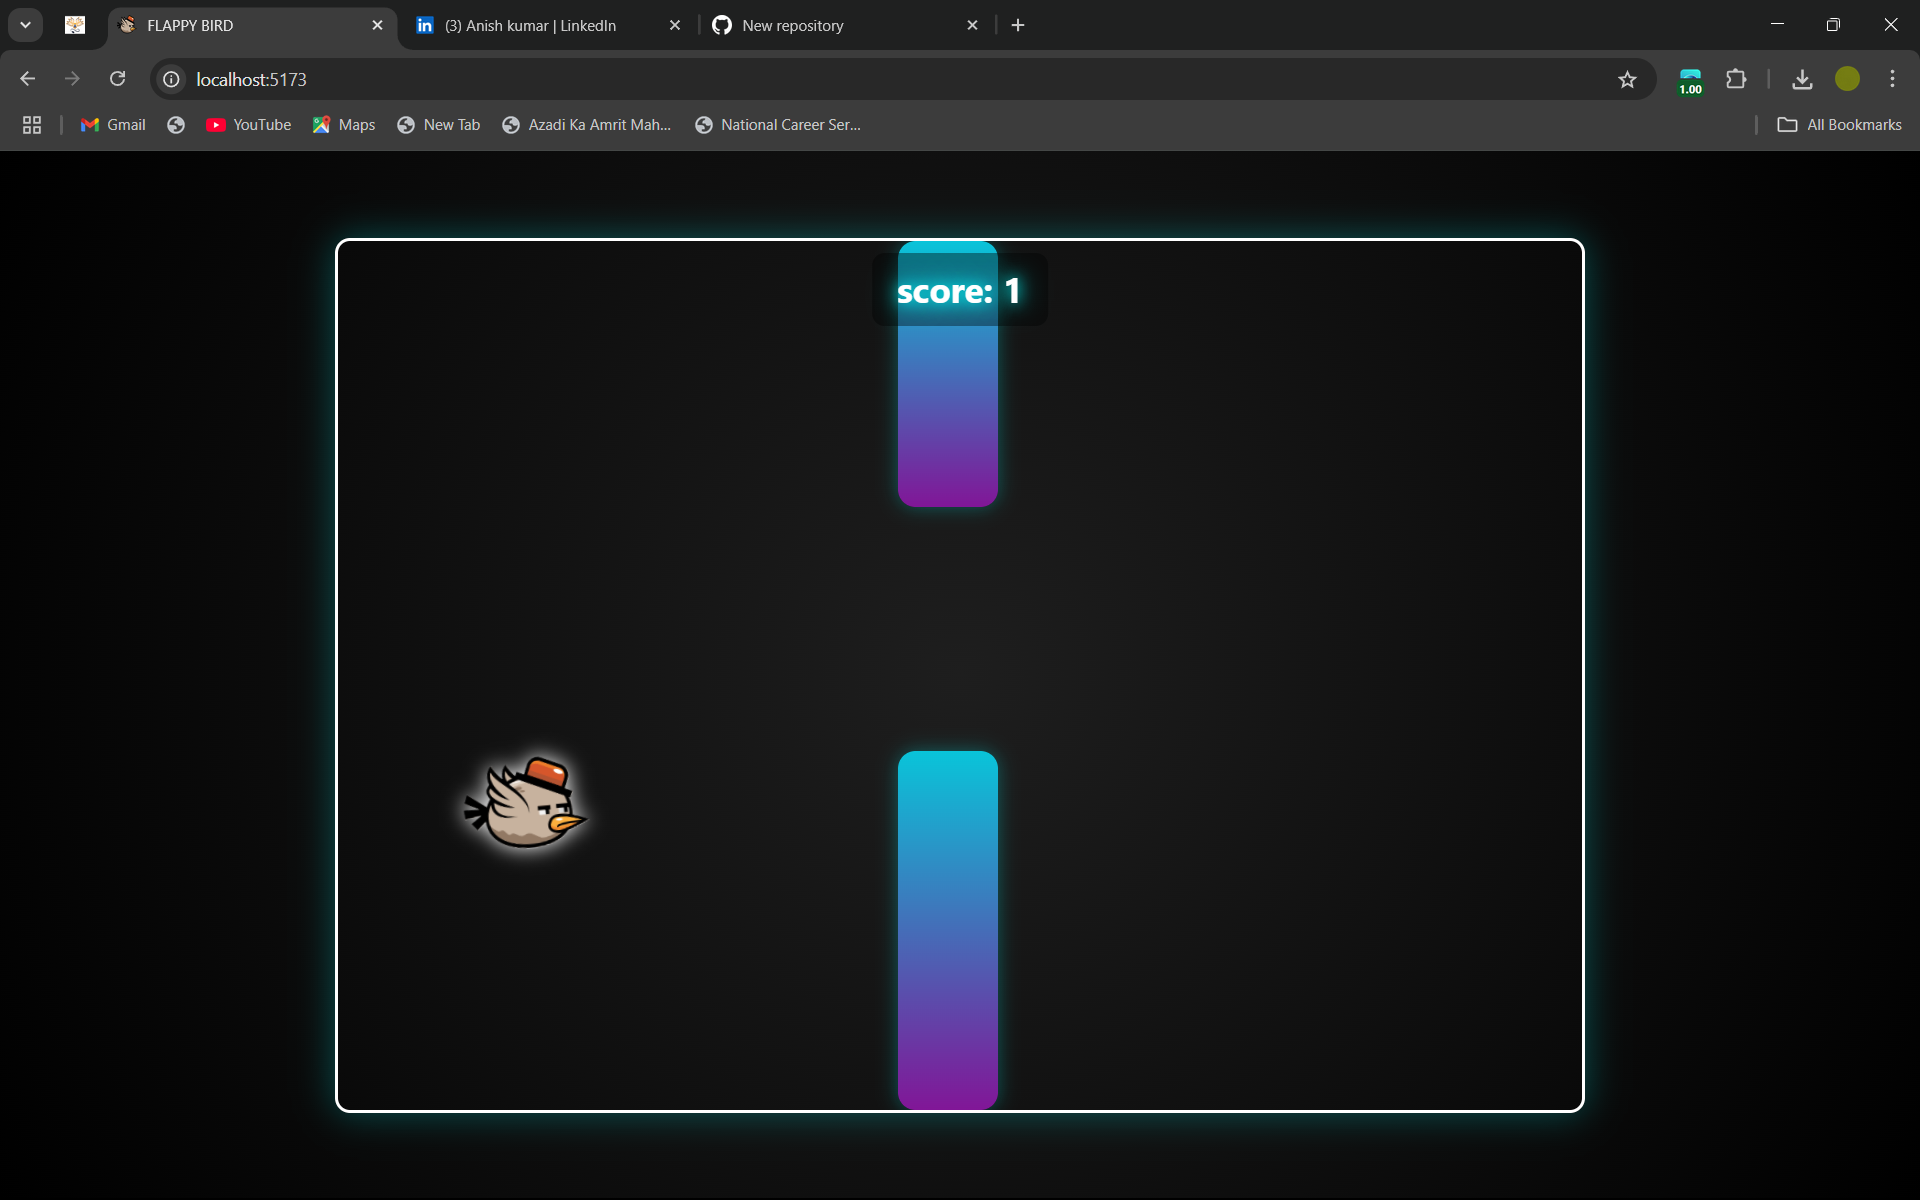 FLAPPY BIRD
(3) Anish kumar | LinkedIn
New repository
localhost:5173
1.00
Gmail
YouTube
Maps
New Tab
Azadi Ka Amrit Mah...
National Career Ser...
All Bookmarks
score: 1